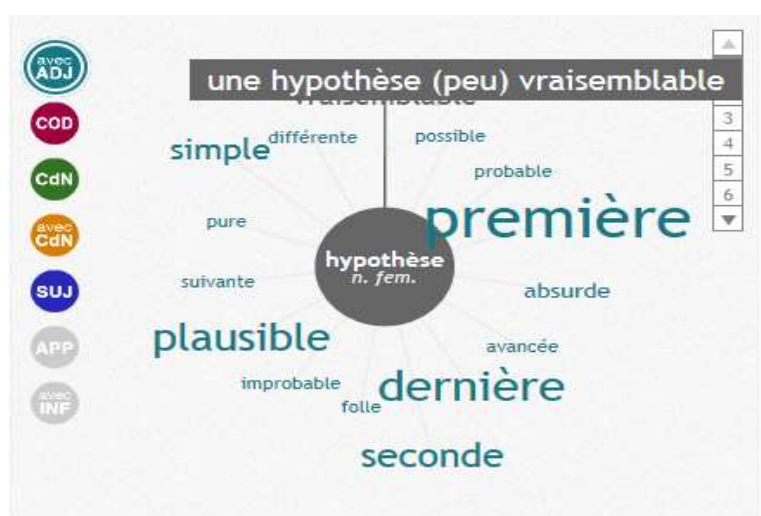 avec
ADJ
COD
CdN
avec
CdN
SUJ
APP
avec
INF
une hypothèse (peu) vraisemblable
vraisemblable
différente
possible
simple
probable
première
pure
hypothèse
n. fem.
suivante
absurde
plausible
avancée
improbable
dernière
folle
seconde
3
4
5
6